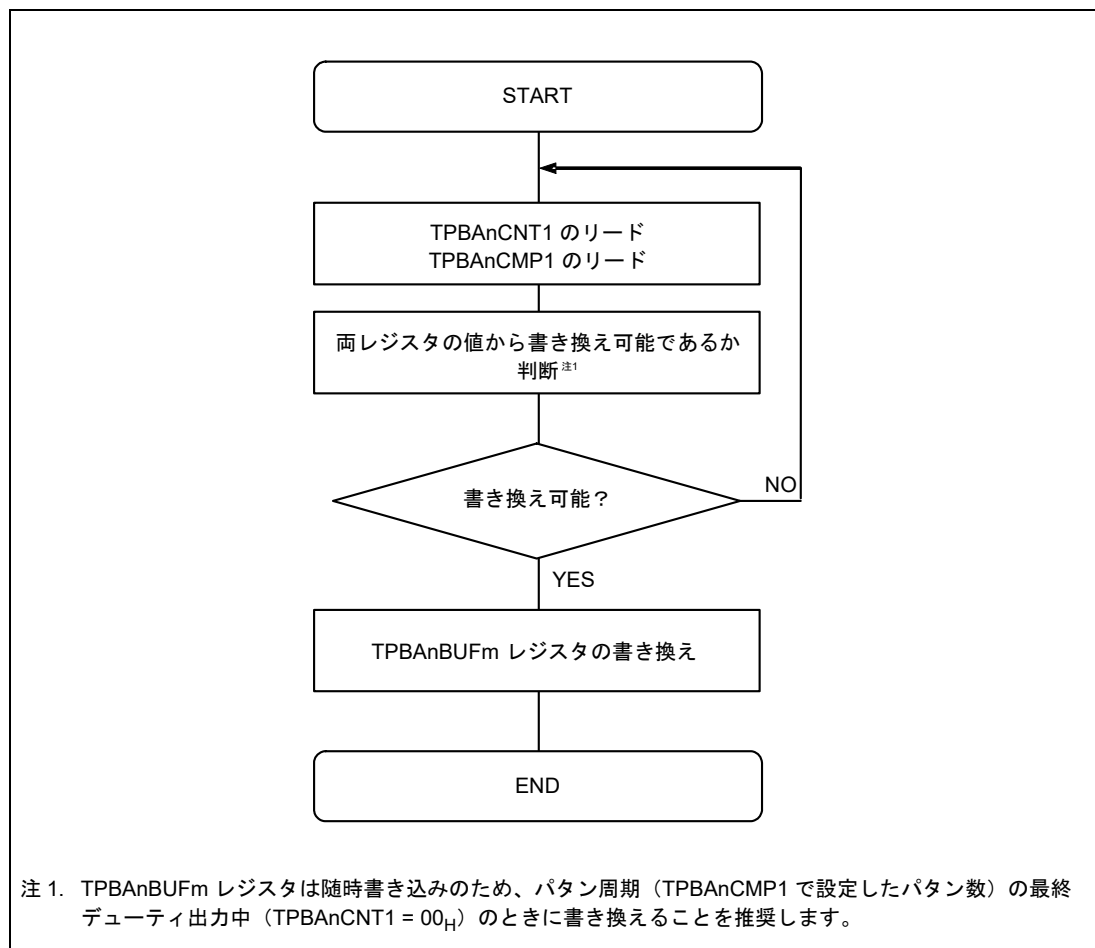 START
TPBAnCNT1 のリード
TPBAnCMP1 のリード
両レジスタの値から書き換え可能であるか
判断注1
書き換え可能？
NO
YES
TPBAnBUFm レジスタの書き換え
END
注 1. TPBAnBUFm レジスタは随時書き込みのため、パタン周期（TPBAnCMP1 で設定したパタン数）の最終
デューティ出力中（TPBAnCNT1 = 00H）のときに書き換えることを推奨します。